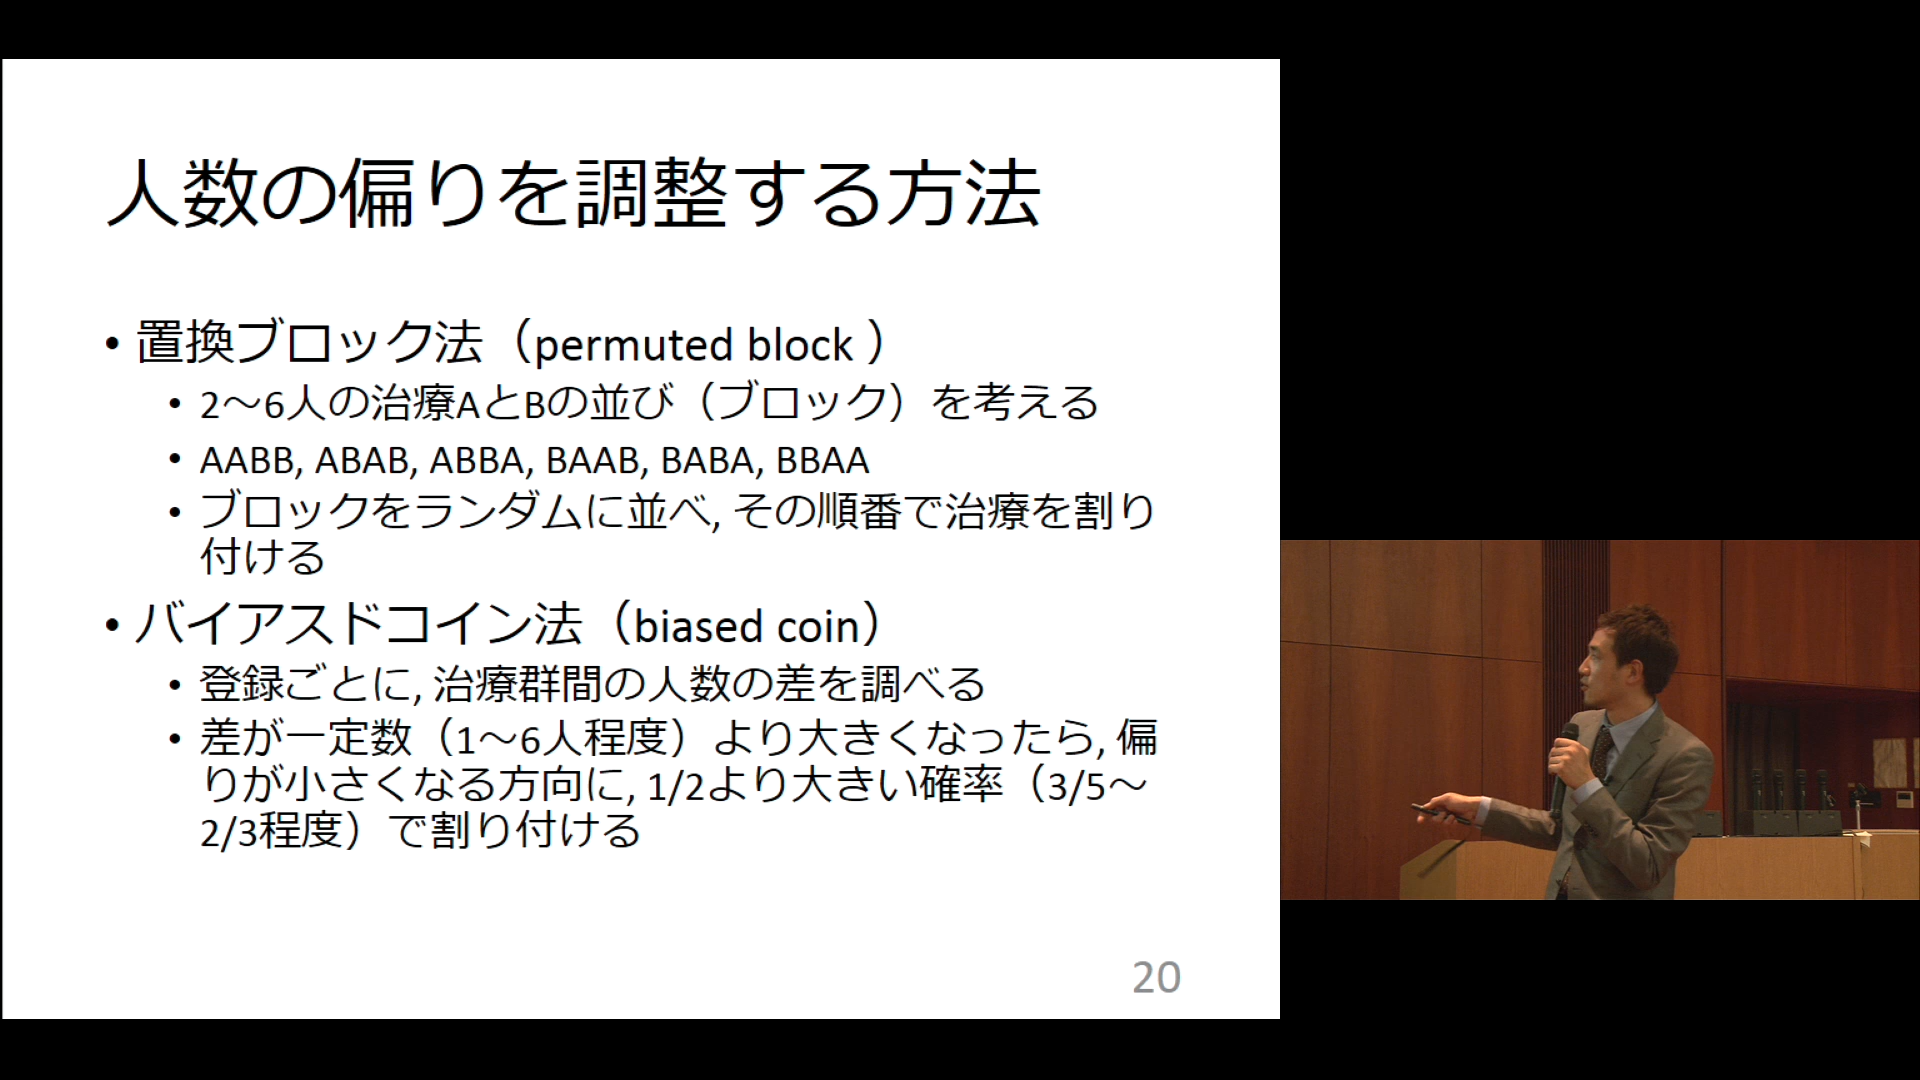 人数の偏りを調整する方法
• 置換ブロック法（permuted block ）
• 2～6人の治療AとBの並び（ブロック）を考える
• AABB, ABAB, ABBA, BAAB, BABA, BBAA
• ブロックをランダムに並べ, その順番で治療を割り
付ける
• バイアスドコイン法（biased coin）
• 登録ごとに, 治療群間の人数の差を調べる
• 差が一定数（1～6人程度）より大きくなったら, 偏
りが小さくなる方向に, 1/2より大きい確率（3/5～
2/3程度）で割り付ける
20